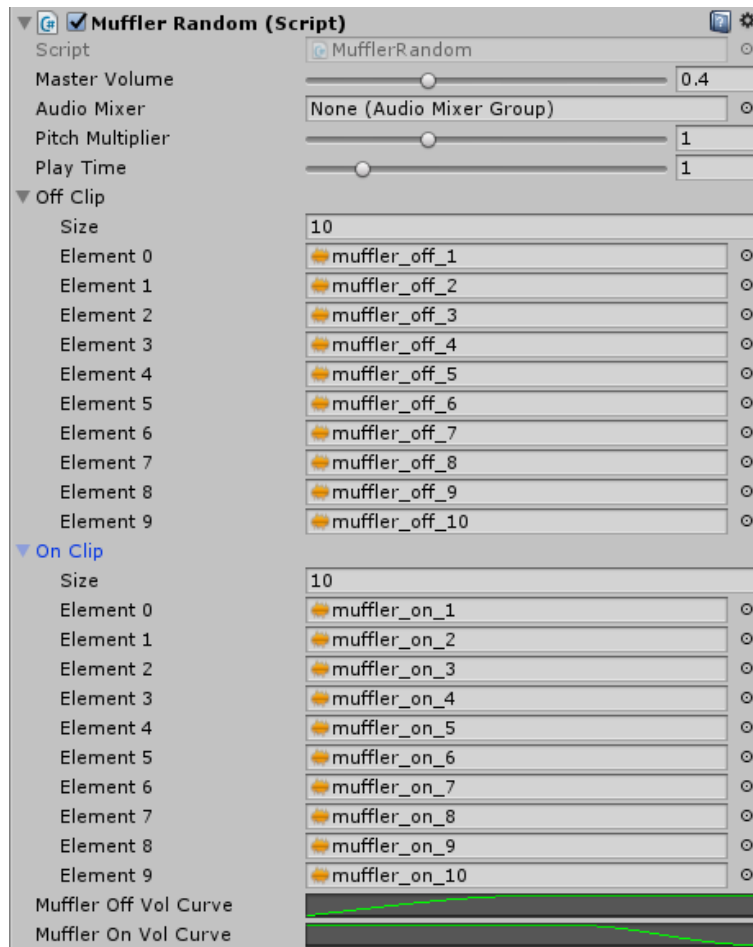 Muffler Random (Script)
Script MufflerRandom
Master Volume 0.4
Audio Mixer None (Audio Mixer Group)
Pitch Multiplier 1
Play Time 1
Off Clip
Size 10
Element 0 muffler_off_1
Element 1 muffler_off_2
Element 2 muffler_off_3
Element 3 muffler_off_4
Element 4 muffler_off_5
Element 5 muffler_off_6
Element 6 muffler_off_7
Element 7 muffler_off_8
Element 8 muffler_off_9
Element 9 muffler_off_10
On Clip
Size 10
Element 0 muffler_on_1
Element 1 muffler_on_2
Element 2 muffler_on_3
Element 3 muffler_on_4
Element 4 muffler_on_5
Element 5 muffler_on_6
Element 6 muffler_on_7
Element 7 muffler_on_8
Element 8 muffler_on_9
Element 9 muffler_on_10
Muffler Off Vol Curve
Muffler On Vol Curve